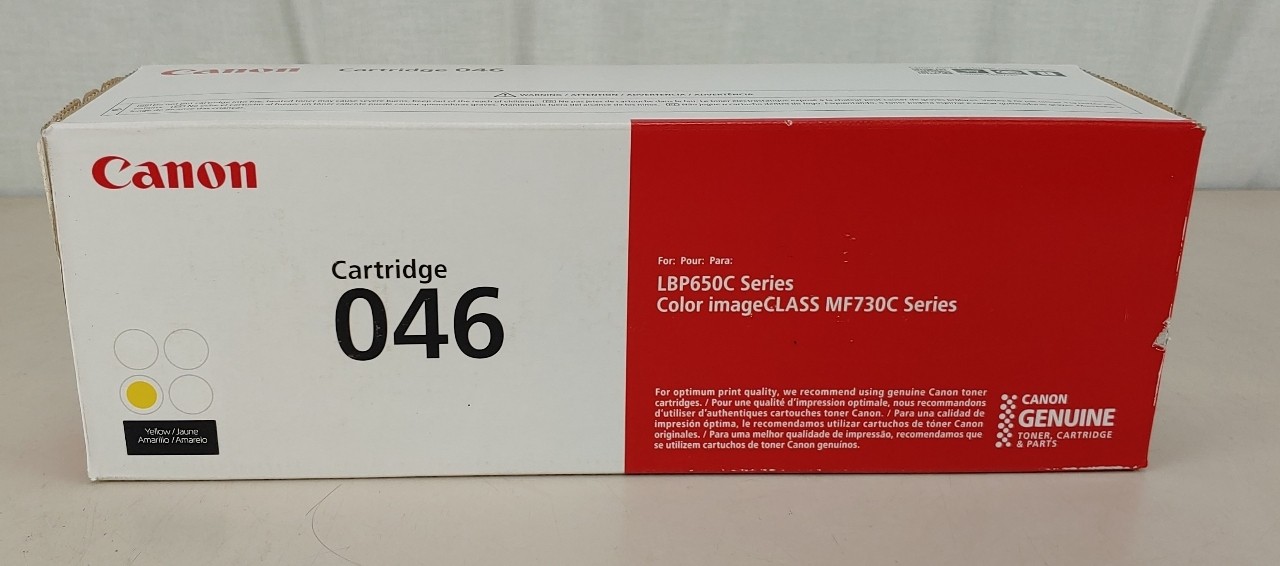 Canon Cartridge 046
WARNING / ATTENTION / ADVERTENCIA / ADVERTÊNCIA
Canon
Cartridge
046
Yellow / Jaune
Amarillo / Amarelo
For: Pour: Para:
LBP650C Series
Color imageCLASS MF730C Series
For optimum print quality, we recommend using genuine Canon toner
cartridges. / Pour une qualité d'impression optimale, nous recommandons
d'utiliser d'authentiques cartouches toner Canon. / Para una calidad de
impresión óptima, le recomendamos utilizar cartuchos de tóner Canon
originales. / Para uma melhor qualidade de impressão, recomendamos que
se utilizem cartuchos de toner Canon genuínos.
CANON
GENUINE
TONER, CARTRIDGE
& PARTS